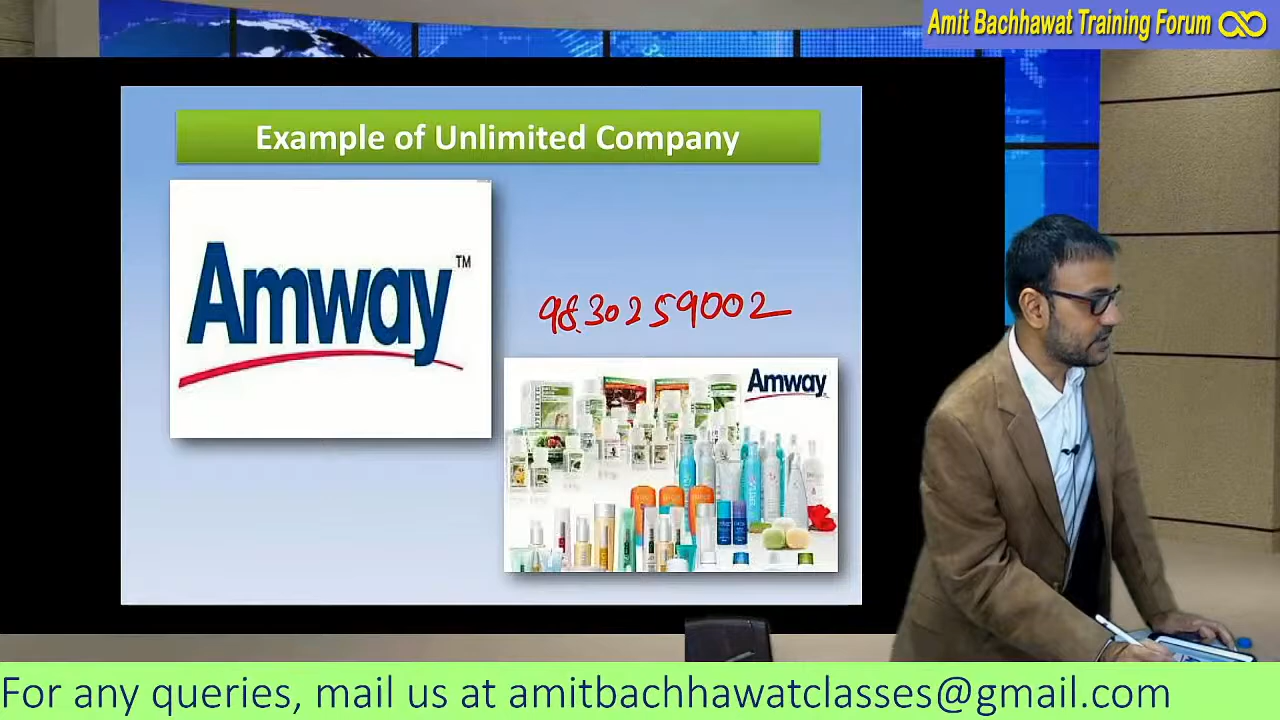 Amit Bachhawat Training Forum
Example of Unlimited Company
Amway™
9830259002
Amway
For any queries, mail us at amitbachhawatclasses@gmail.com